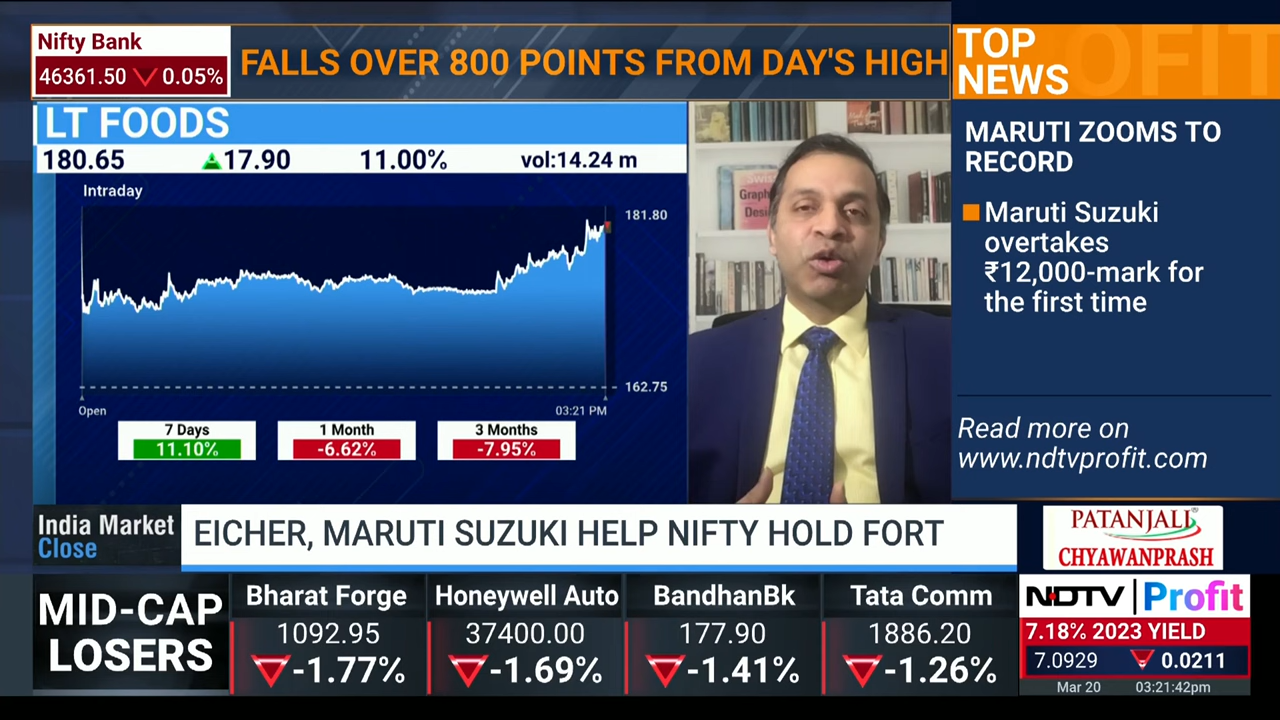 Nifty Bank
46361.50 0.05%
FALLS OVER 800 POINTS FROM DAY'S HIGH
TOP
NEWS
LT FOODS
180.65 17.90 11.00% vol:14.24 m
Intraday
181.80
162.75
Open 03:21 PM
7 Days
11.10%
1 Month
-6.62%
3 Months
-7.95%
Graph
Desi
MARUTI ZOOMS TO
RECORD
Maruti Suzuki
overtakes
₹12,000-mark for
the first time
Read more on
www.ndtvprofit.com
India Market
Close
EICHER, MARUTI SUZUKI HELP NIFTY HOLD FORT
PATANJALI
CHYAWANPRASH
MID-CAP
LOSERS
Bharat Forge
1092.95
-1.77%
Honeywell Auto
37400.00
-1.69%
BandhanBk
177.90
-1.41%
Tata Comm
1886.20
-1.26%
NDTV Profit
7.18% 2023 YIELD
7.0929 0.0211
Mar 20 03:21:42pm